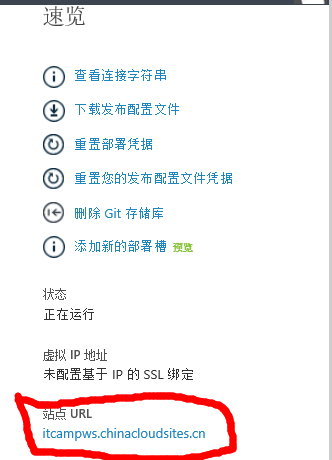 速览
查看连接字符串
下载发布配置文件
重置部署凭据
重置您的发布配置文件凭据
删除 Git 存储库
添加新的部署槽 预览
状态
正在运行
虚拟 IP 地址
未配置基于 IP 的 SSL 绑定
站点 URL
itcampws.chinacloudsites.cn